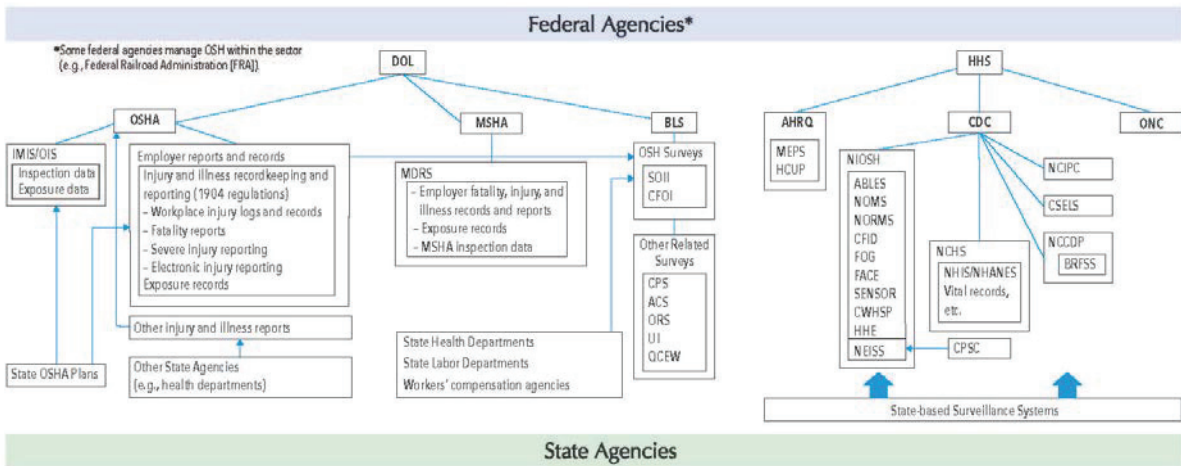 Federal Agencies*
*Some federal agencies manage OSH within the sector
(e.g., Federal Railroad Administration [FRA]).
DOL
HHS
OSHA
MSHA
BLS
AHRQ
CDC
ONC
IMIS/OIS
Inspection data
Exposure data
Employer reports and records
Injury and illness recordkeeping and
reporting (1904 regulations)
– Workplace injury logs and records
– Fatality reports
– Severe injury reporting
– Electronic injury reporting
Exposure records
MDRS
– Employer fatality, injury, and
illness records and reports
– Exposure records
– MSHA inspection data
OSH Surveys
SOII
CFOI
Other Related
Surveys
CPS
ACS
ORS
UI
QCEW
MEPS
HCUP
NIOSH
ABLES
NOMS
NORMS
CFID
FOG
FACE
SENSOR
CWHSP
HHE
NEISS
NCHS
NHIS/NHANES
Vital records,
etc.
NCIPC
CSELS
NCCDP
BRFSS
CPSC
Other injury and illness reports
State OSHA Plans
Other State Agencies
(e.g., health departments)
State Health Departments
State Labor Departments
Workers' compensation agencies
State-based Surveillance Systems
State Agencies